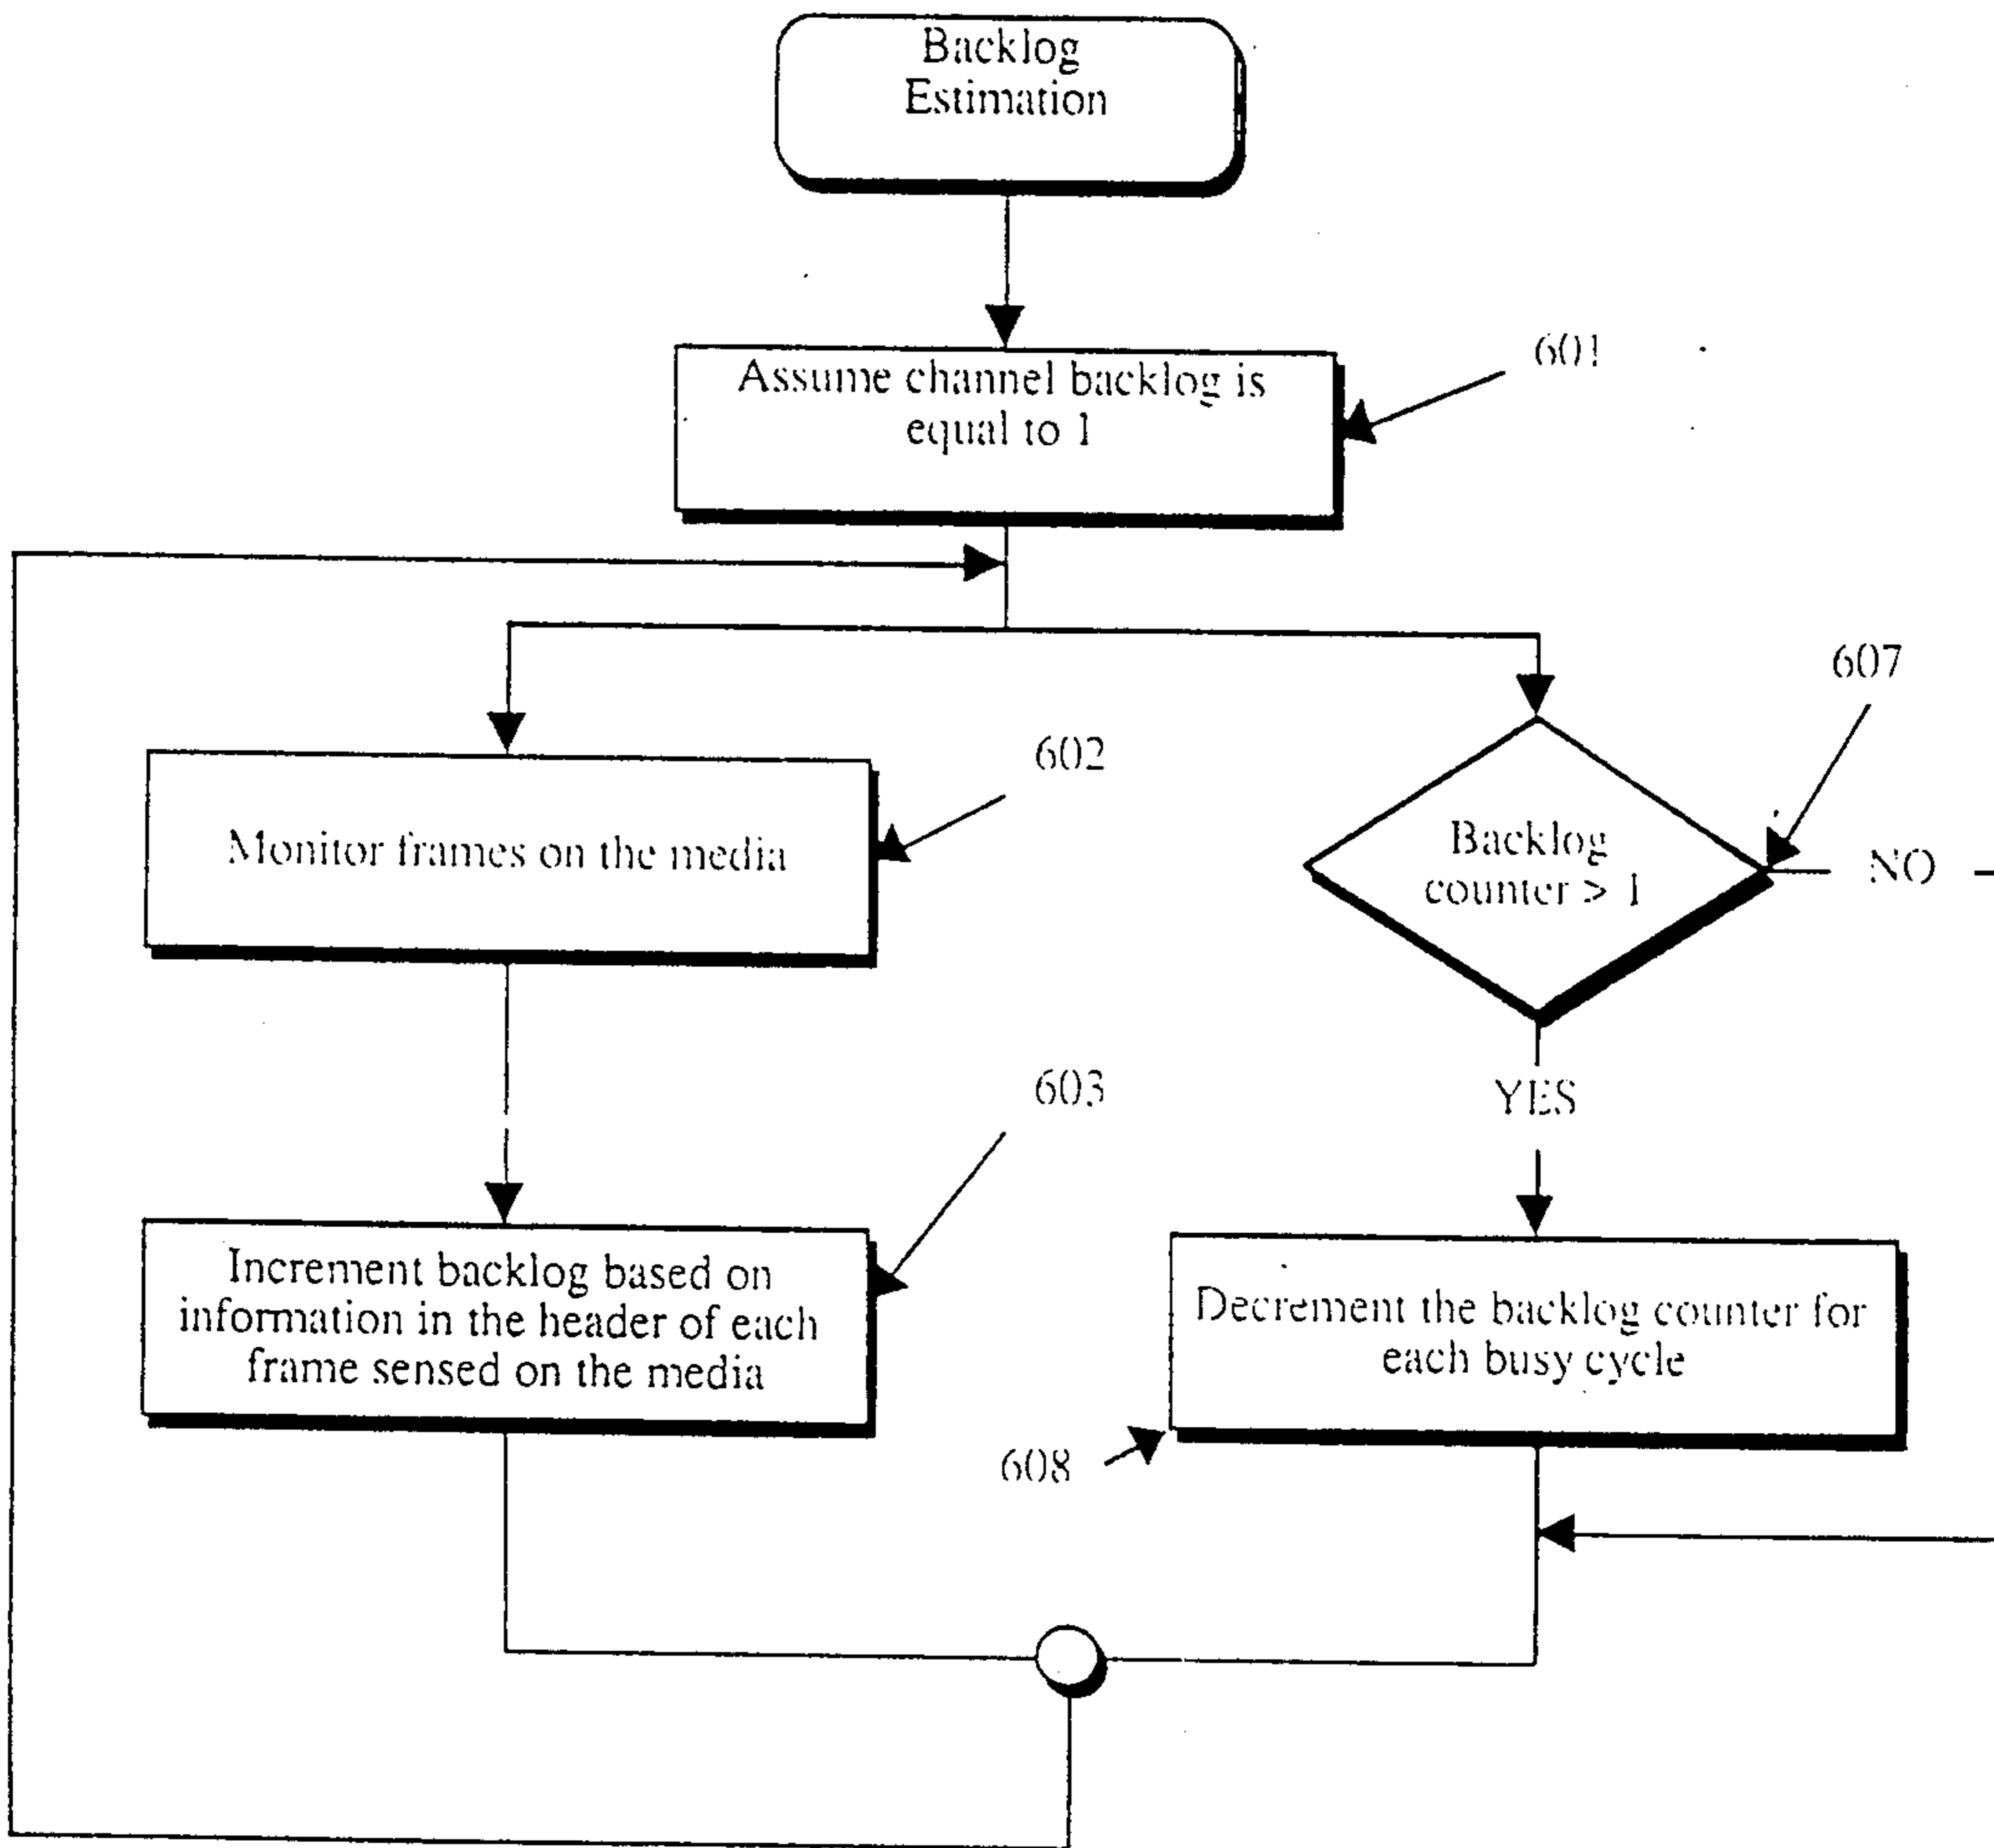 Backlog
Estimation
Assume channel backlog is
equal to 1
601
602
607
Monitor frames on the media
Backlog
counter > 1
NO
603
YES
Increment backlog based on
information in the header of each
frame sensed on the media
Decrement the backlog counter for
each busy cycle
608